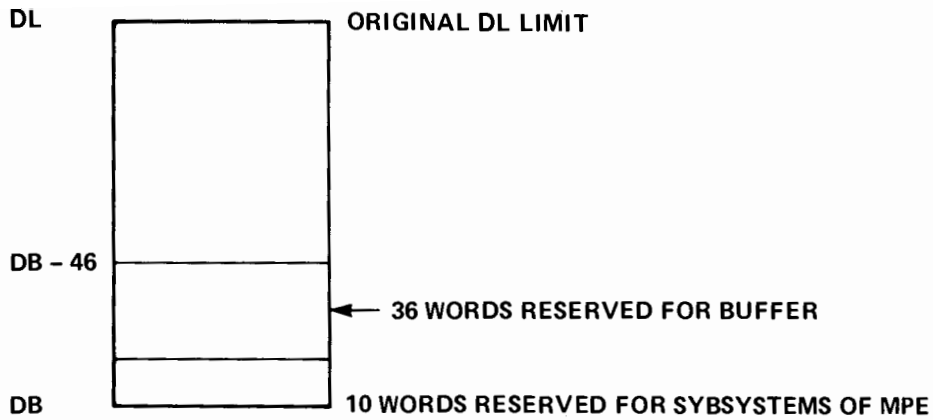 DL ORIGINAL DL LIMIT
DB – 46
36 WORDS RESERVED FOR BUFFER
DB 10 WORDS RESERVED FOR SYBSYSTEMS OF MPE